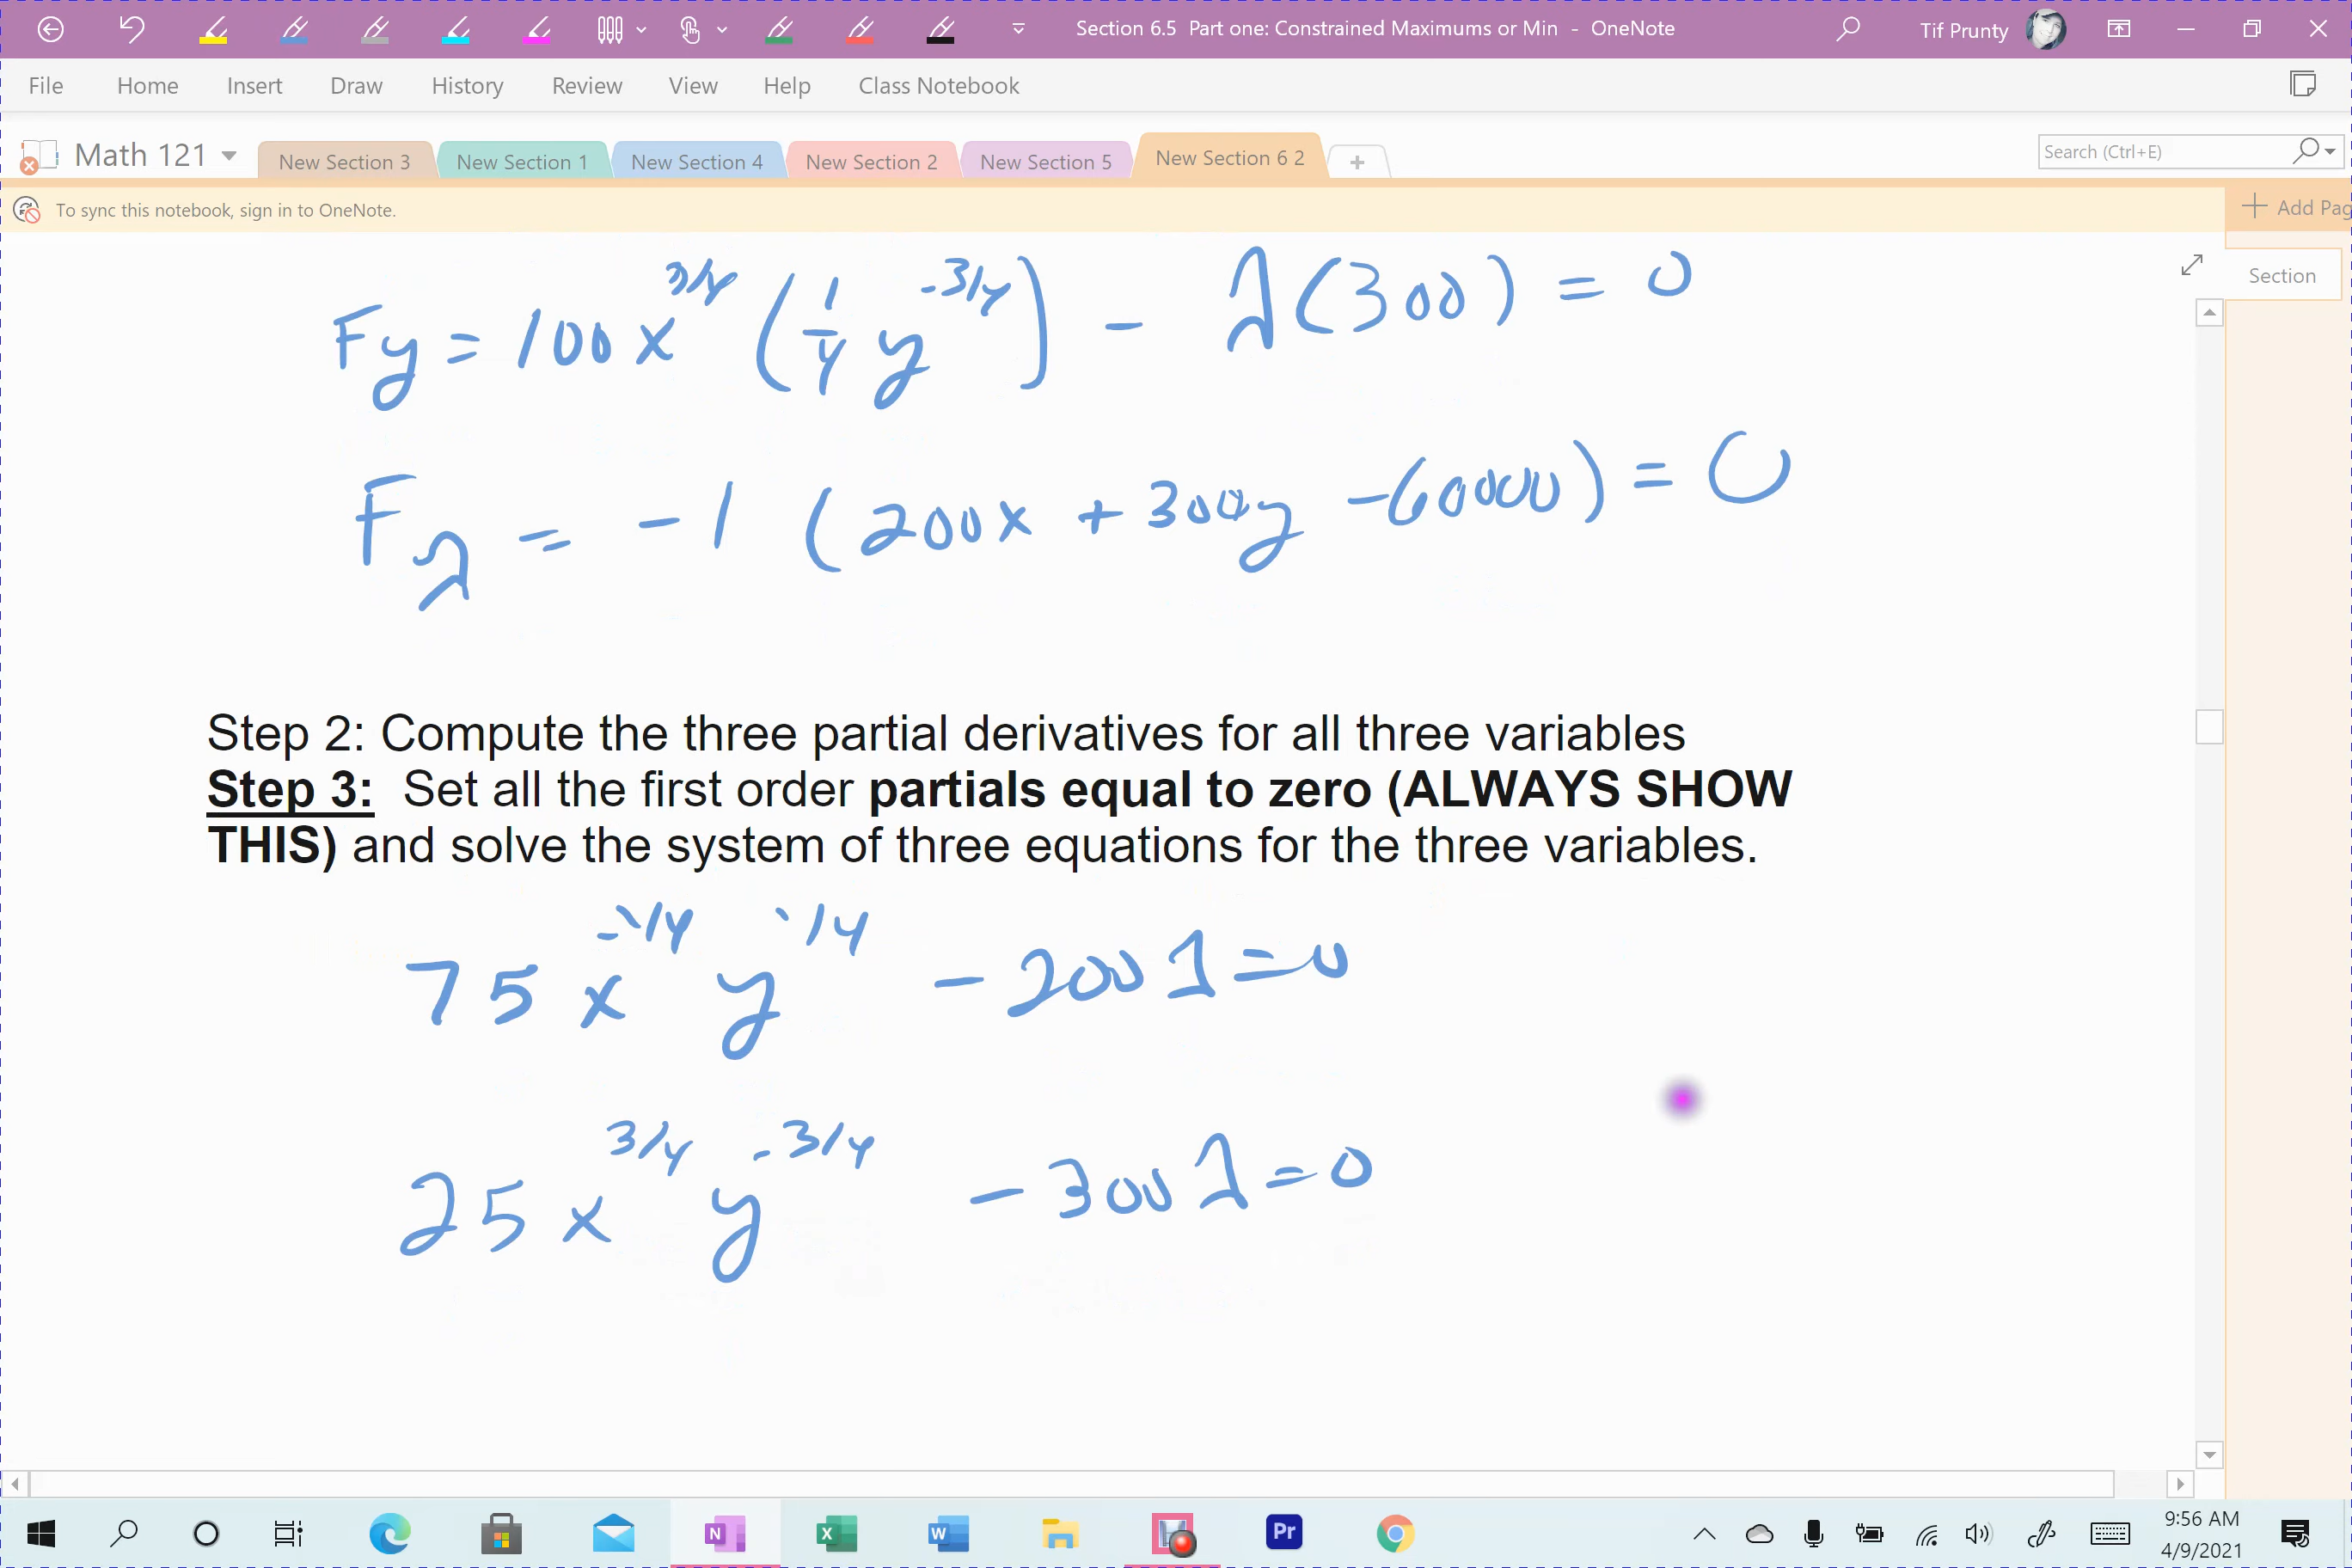 Section 6.5 Part one: Constrained Maximums or Min - OneNote
Tif Prunty
File Home Insert Draw History Review View Help Class Notebook
Math 121
New Section 3 New Section 1 New Section 4 New Section 2 New Section 5 New Section 6 2
Search (Ctrl+E)
To sync this notebook, sign in to OneNote.
Add Pag
Section
Fy = 100x^3/4 (1/4 y^-3/4) - λ(300) = 0
Fλ = -1 (200x + 300y - 60000) = 0
Step 2: Compute the three partial derivatives for all three variables
Step 3: Set all the first order partials equal to zero (ALWAYS SHOW
THIS) and solve the system of three equations for the three variables.
75 x^-1/4 y^1/4 - 200λ = 0
25 x^3/4 y^-3/4 - 300λ = 0
N
X
W
Pr
9:56 AM
4/9/2021